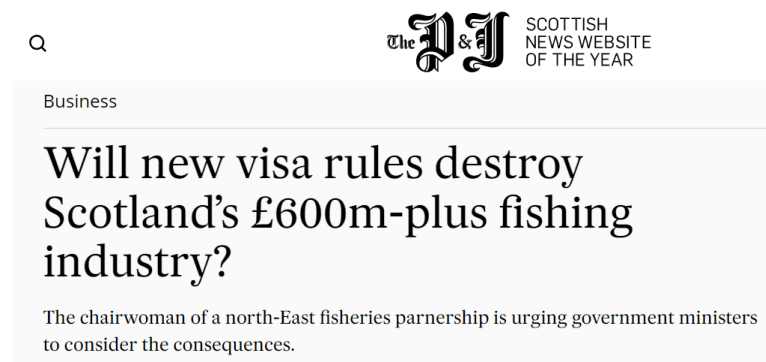 The P & J
SCOTTISH
NEWS WEBSITE
OF THE YEAR
Business
Will new visa rules destroy
Scotland’s £600m-plus fishing
industry?
The chairwoman of a north-East fisheries parnership is urging government ministers
to consider the consequences.